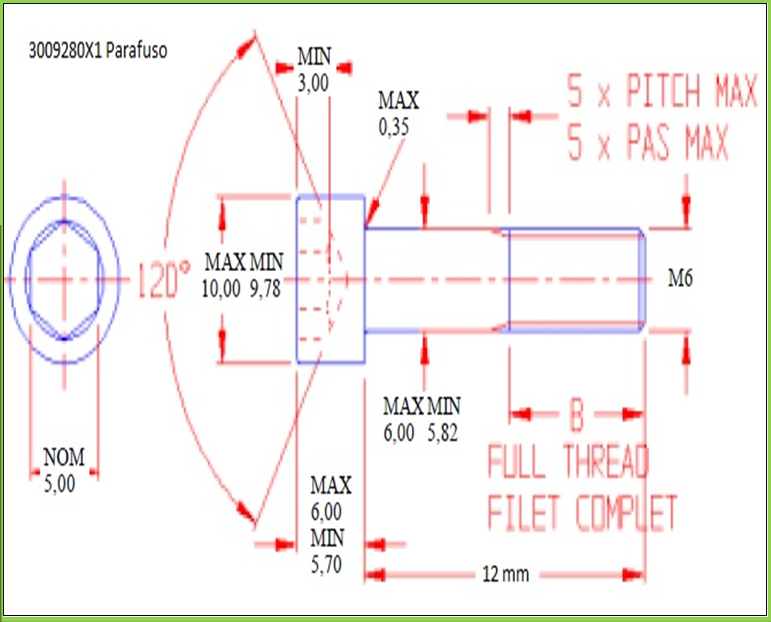 3009280X1 Parafuso
MIN
3,00
MAX
0,35
5 x PITCH MAX
5 x PAS MAX
120°
MAX MIN
10,00 9,78
M6
MAX MIN
6,00 5,82
B
FULL THREAD
FILET COMPLET
NOM
5,00
MAX
6,00
MIN
5,70
12 mm